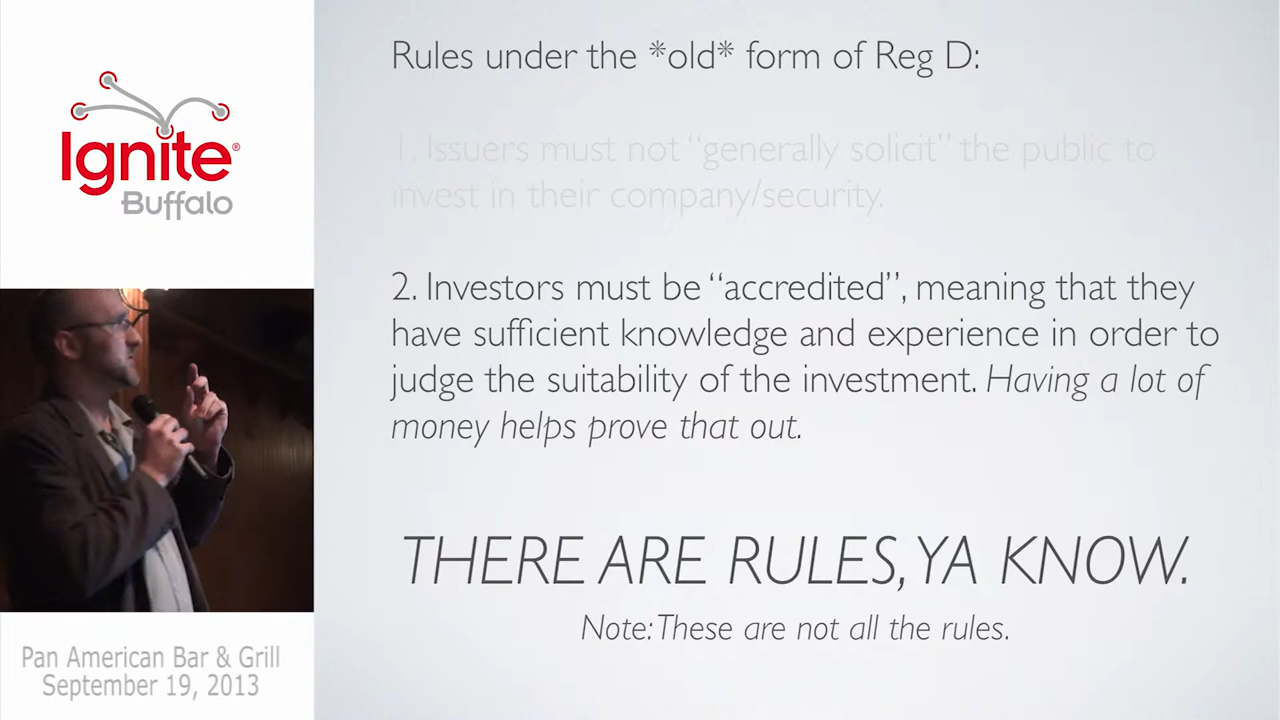 Ignite®
Buffalo
Pan American Bar & Grill
September 19, 2013
Rules under the *old* form of Reg D:
1. Issuers must not “generally solicit” the public to
invest in their company/security.
2. Investors must be “accredited”, meaning that they
have sufficient knowledge and experience in order to
judge the suitability of the investment. Having a lot of
money helps prove that out.
THERE ARE RULES, YA KNOW.
Note: These are not all the rules.